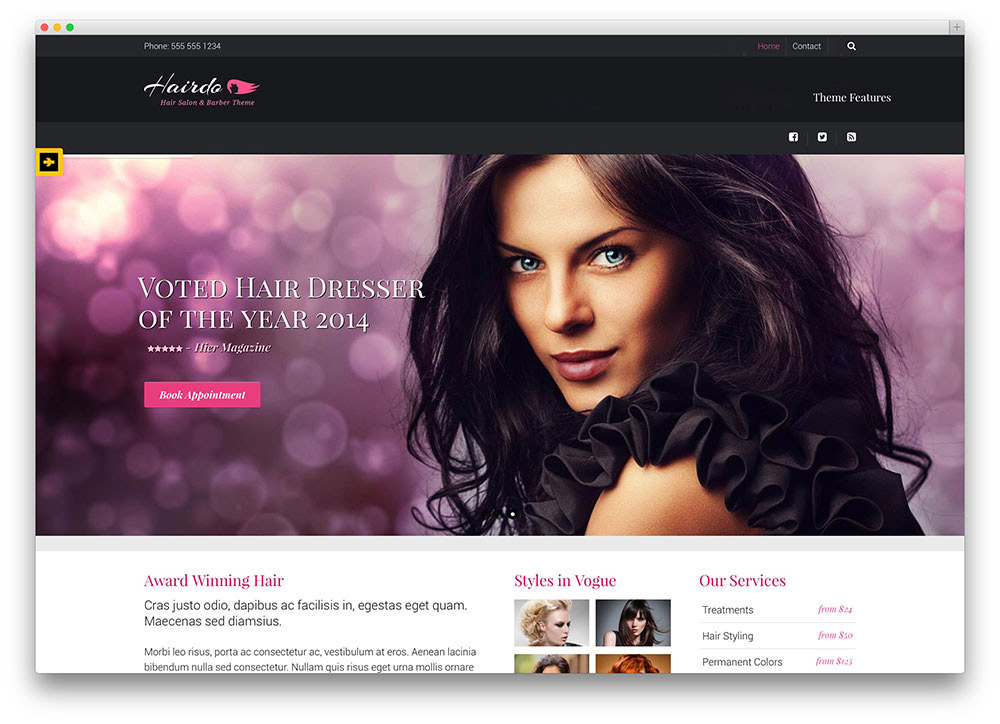 Phone: 555 555 1234
Home
Contact
Hairdo
Hair Salon & Barber Theme
Theme Features
Voted Hair Dresser
of the year 2014
- Hier Magazine
Book Appointment
Award Winning Hair
Cras justo odio, dapibus ac facilisis in, egestas eget quam.
Maecenas sed diamsius.
Morbi leo risus, porta ac consectetur ac, vestibulum at eros. Aenean lacinia
bibendum nulla sed consectetur. Nullam quis risus eget urna mollis ornare
Styles in Vogue
Our Services
Treatments from $24
Hair Styling from $50
Permanent Colors from $125